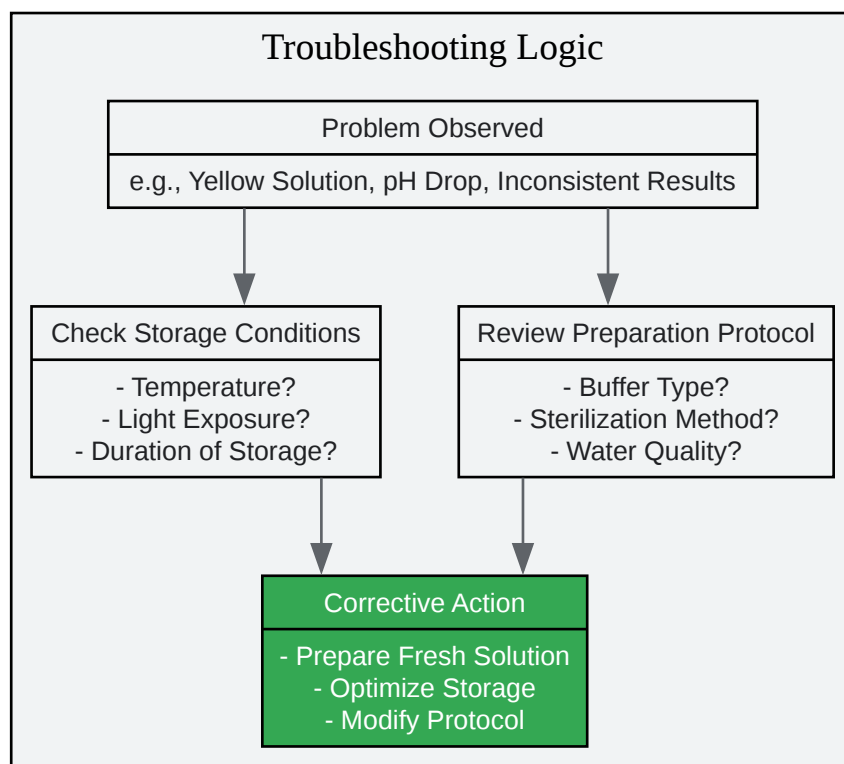 Troubleshooting Logic
Problem Observed
e.g., Yellow Solution, pH Drop, Inconsistent Results
Check Storage Conditions
- Temperature?
- Light Exposure?
- Duration of Storage?
Review Preparation Protocol
- Buffer Type?
- Sterilization Method?
- Water Quality?
Corrective Action
- Prepare Fresh Solution
- Optimize Storage
- Modify Protocol